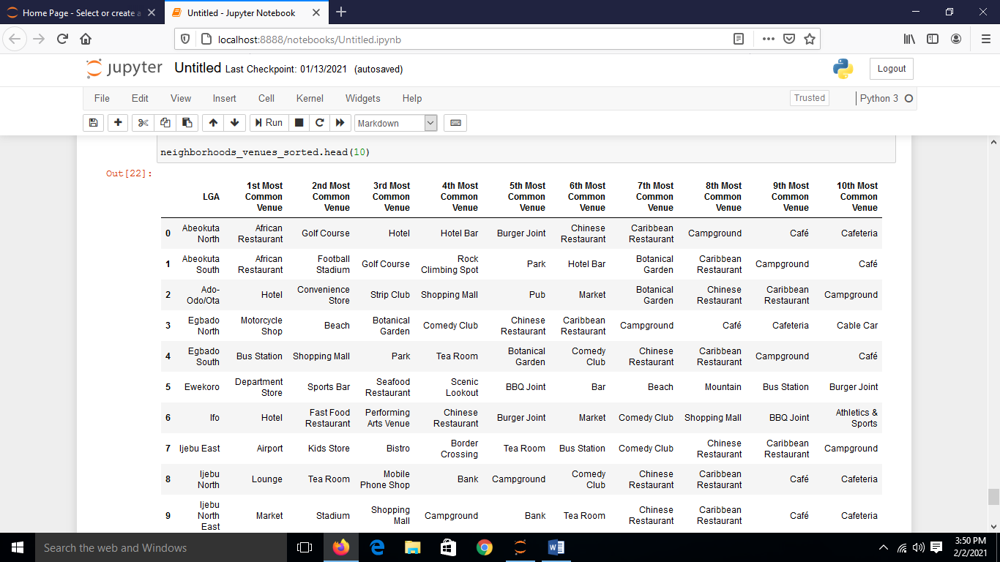 Home Page - Select or create a
Untitled - Jupyter Notebook
localhost:8888/notebooks/Untitled.ipynb
jupyter Untitled Last Checkpoint: 01/13/2021 (autosaved)
Logout
File Edit View Insert Cell Kernel Widgets Help
Trusted
Python 3
Run
Markdown
neighborhoods_venues_sorted.head(10)
Out[22]:
1st Most 2nd Most 3rd Most 4th Most 5th Most 6th Most 7th Most 8th Most 9th Most 10th Most
LGA Common Common Common Common Common Common Common Common Common Common
Venue Venue Venue Venue Venue Venue Venue Venue Venue Venue
Abeokuta African Chinese Caribbean
0 Golf Course Hotel Hotel Bar Burger Joint Campground Café Cafeteria
North Restaurant Restaurant Restaurant
Abeokuta African Football Rock Botanical Caribbean
1 Golf Course Park Hotel Bar Campground Café
South Restaurant Stadium Climbing Spot Garden Restaurant
Ado- Convenience Botanical Chinese Caribbean
2 Hotel Strip Club Shopping Mall Pub Market Campground
Odo/Ota Store Garden Restaurant Restaurant
Egbado Motorcycle Botanical Chinese Caribbean
3 Beach Comedy Club Campground Café Cafeteria Cable Car
North Shop Garden Restaurant Restaurant
Egbado Botanical Comedy Chinese Caribbean
4 Bus Station Shopping Mall Park Tea Room Campground Café
South Garden Club Restaurant Restaurant
Department Seafood Scenic
5 Ewekoro Sports Bar BBQ Joint Bar Beach Mountain Bus Station Burger Joint
Store Restaurant Lookout
Fast Food Performing Chinese Athletics &
6 Ifo Hotel Burger Joint Market Comedy Club Shopping Mall BBQ Joint
Restaurant Arts Venue Restaurant Sports
Border Chinese Caribbean
7 Ijebu East Airport Kids Store Bistro Tea Room Bus Station Comedy Club Campground
Crossing Restaurant Restaurant
Ijebu Mobile Comedy Chinese Caribbean
8 Lounge Tea Room Bank Campground Café Cafeteria
North Phone Shop Club Restaurant Restaurant
Ijebu Shopping Chinese Caribbean
9 North Market Stadium Campground Bank Tea Room Café Cafeteria
East Mall Restaurant Restaurant
Search the web and Windows
3:50 PM
2/2/2021